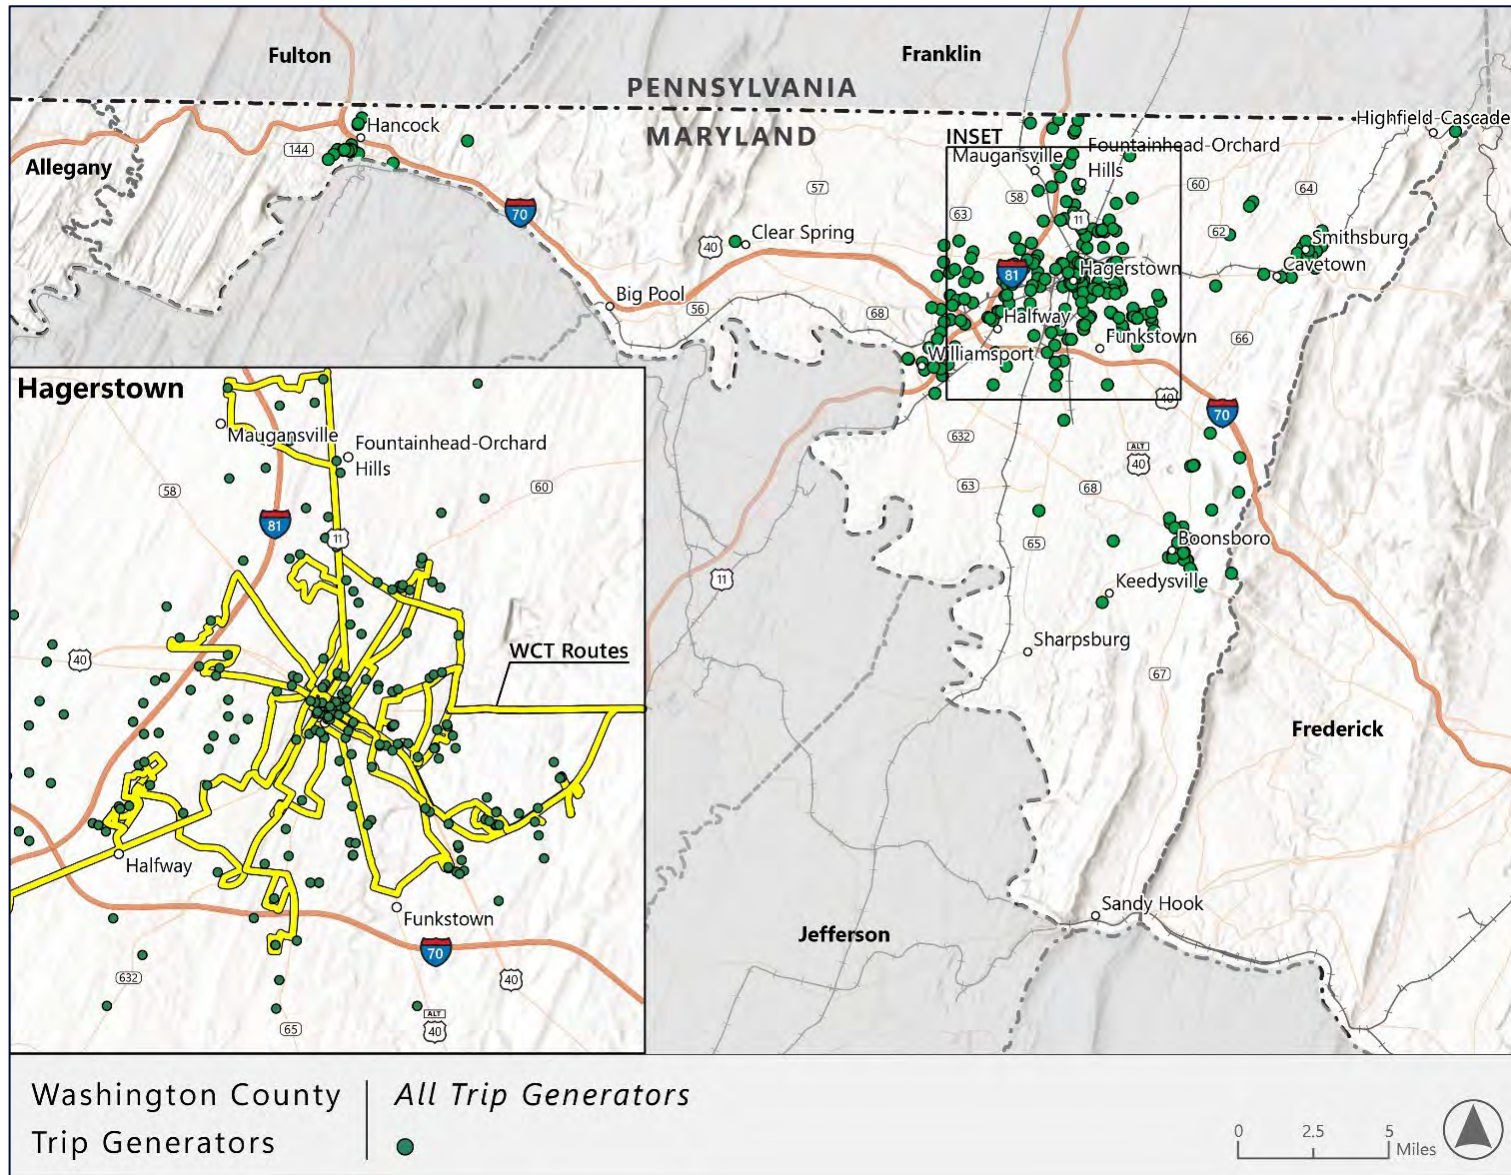 Fulton
Franklin
PENNSYLVANIA
MARYLAND
Hancock
144
Allegany
INSET
Maugansville
Fountainhead-Orchard
Hills
Highfield-Cascade
57
58
60
64
63
11
62
70
40
Clear Spring
Smithsburg
Cavetown
81
Hagerstown
Big Pool
56
68
Halfway
Funkstown
66
Williamsport
40
70
632
ALT
40
63
68
65
Boonsboro
Keedysville
11
Sharpsburg
67
Frederick
Sandy Hook
Jefferson
Hagerstown
Maugansville
Fountainhead-Orchard
Hills
58
60
81
11
40
WCT Routes
Halfway
Funkstown
70
632
40
65
ALT
40
Washington County
Trip Generators
All Trip Generators
0
2.5
5
Miles